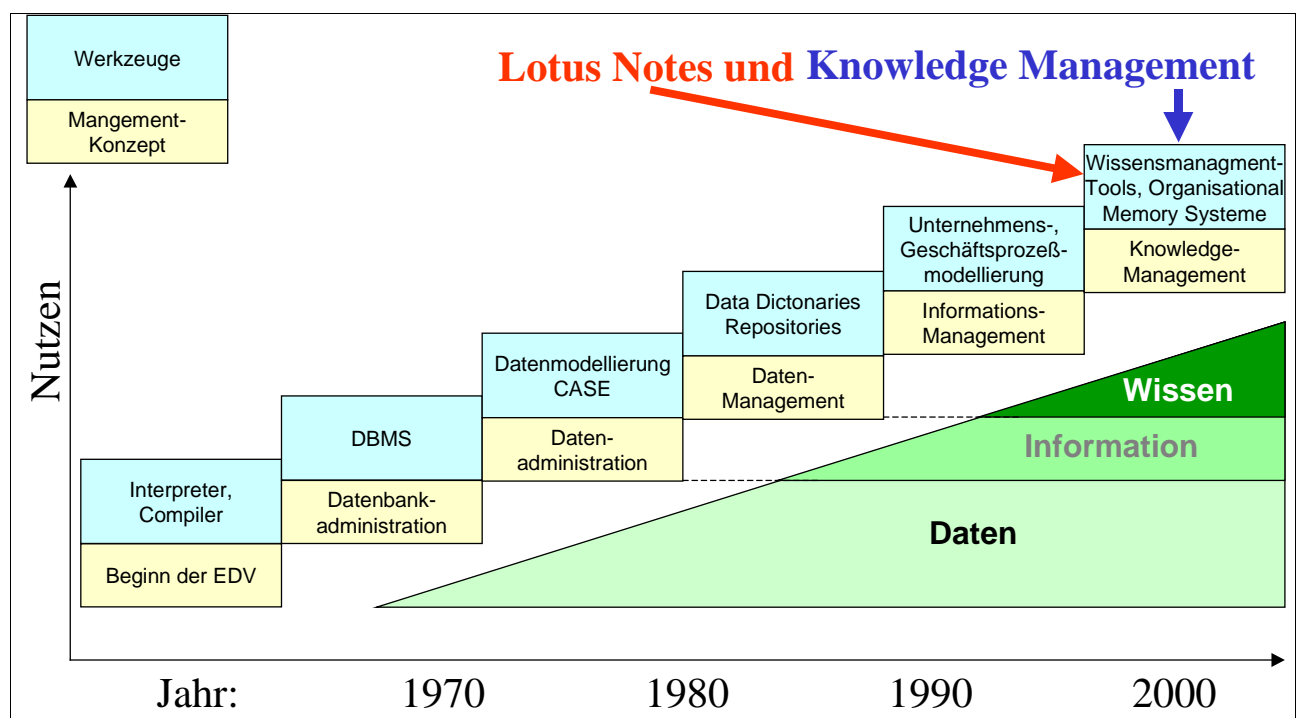 Werkzeuge
Mangement-
Konzept
Lotus Notes und Knowledge Management
Wissensmanagment-
Tools, Organisational
Memory Systeme
Knowledge-
Management
Unternehmens-,
Geschäftsprozeß-
modellierung
Informations-
Management
Data Dictonaries
Repositories
Daten-
Management
Datenmodellierung
CASE
Daten-
administration
DBMS
Datenbank-
administration
Interpreter,
Compiler
Beginn der EDV
Nutzen
Wissen
Information
Daten
Jahr: 1970 1980 1990 2000